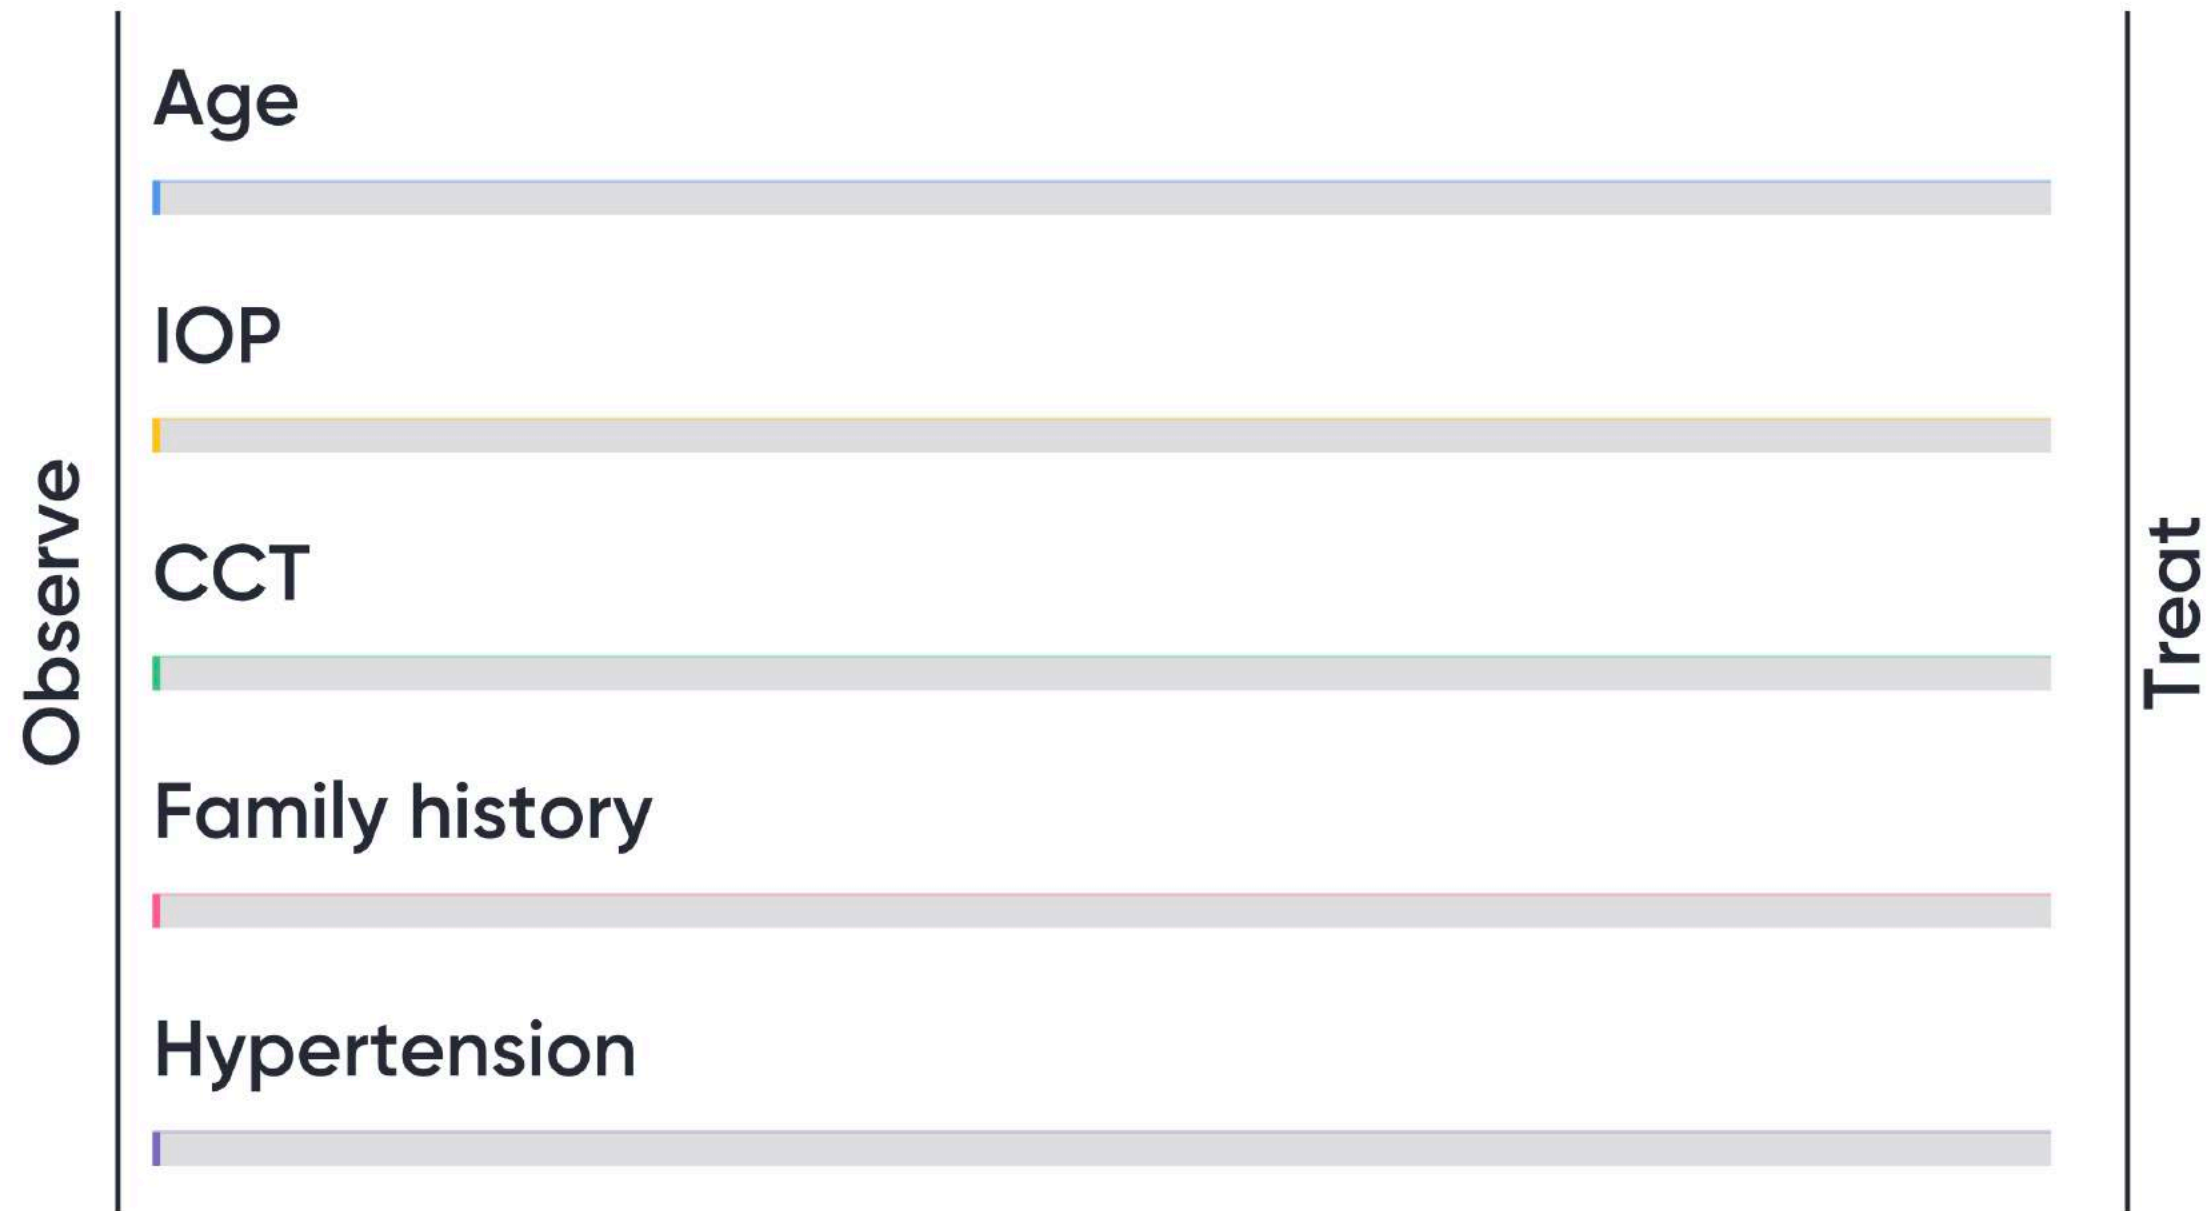 Observe
Age
IOP
CCT
Family history
Hypertension
Treat